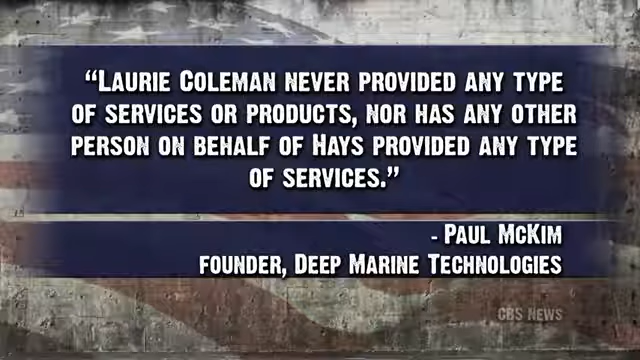 “LAURIE COLEMAN NEVER PROVIDED ANY TYPE
OF SERVICES OR PRODUCTS, NOR HAS ANY OTHER
PERSON ON BEHALF OF HAYS PROVIDED ANY TYPE
OF SERVICES.”
- PAUL MCKIM
FOUNDER, DEEP MARINE TECHNOLOGIES
CBS NEWS